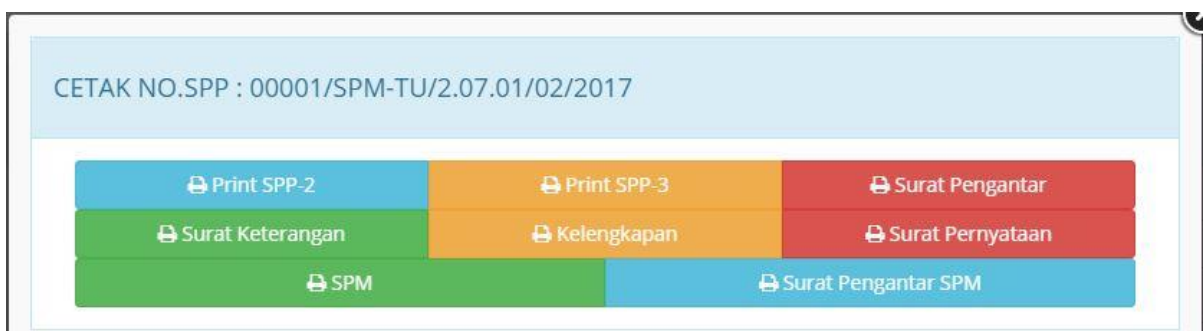 CETAK NO.SPP : 00001/SPM-TU/2.07.01/02/2017
Print SPP-2 Print SPP-3 Surat Pengantar
Surat Keterangan Kelengkapan Surat Pernyataan
SPM Surat Pengantar SPM